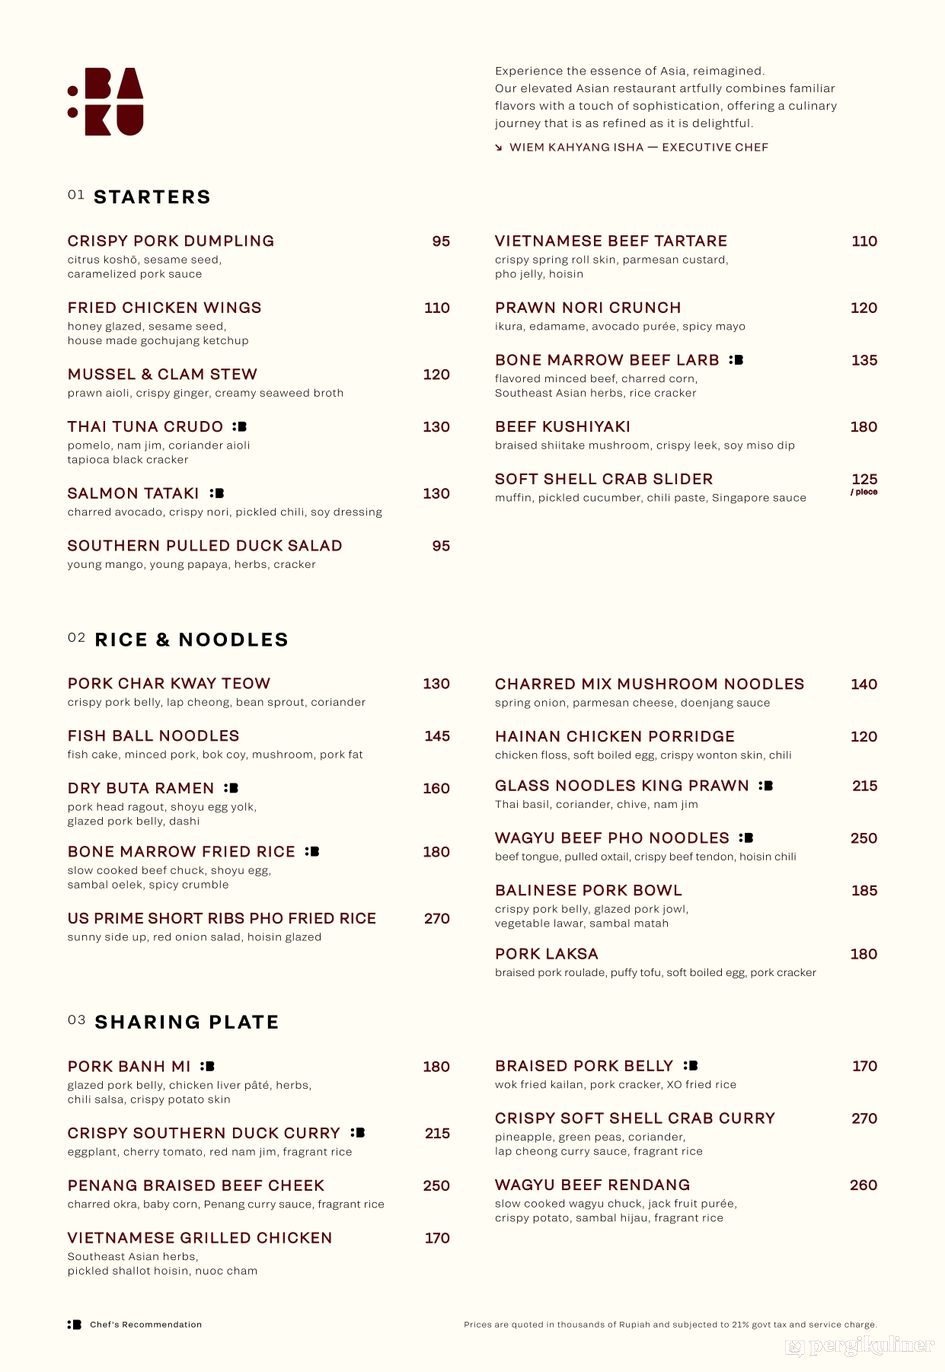 :BA
KU
Experience the essence of Asia, reimagined.
Our elevated Asian restaurant artfully combines familiar
flavors with a touch of sophistication, offering a culinary
journey that is as refined as it is delightful.
↘ WIEM KAHYANG ISHA — EXECUTIVE CHEF
01 STARTERS
CRISPY PORK DUMPLING 95
citrus koshō, sesame seed,
caramelized pork sauce
FRIED CHICKEN WINGS 110
honey glazed, sesame seed,
house made gochujang ketchup
MUSSEL & CLAM STEW 120
prawn aioli, crispy ginger, creamy seaweed broth
THAI TUNA CRUDO :B 130
pomelo, nam jim, coriander aioli
tapioca black cracker
SALMON TATAKI :B 130
charred avocado, crispy nori, pickled chili, soy dressing
SOUTHERN PULLED DUCK SALAD 95
young mango, young papaya, herbs, cracker
VIETNAMESE BEEF TARTARE 110
crispy spring roll skin, parmesan custard,
pho jelly, hoisin
PRAWN NORI CRUNCH 120
ikura, edamame, avocado purée, spicy mayo
BONE MARROW BEEF LARB :B 135
flavored minced beef, charred corn,
Southeast Asian herbs, rice cracker
BEEF KUSHIYAKI 180
braised shiitake mushroom, crispy leek, soy miso dip
SOFT SHELL CRAB SLIDER 125
muffin, pickled cucumber, chili paste, Singapore sauce / piece
02 RICE & NOODLES
PORK CHAR KWAY TEOW 130
crispy pork belly, lap cheong, bean sprout, coriander
FISH BALL NOODLES 145
fish cake, minced pork, bok coy, mushroom, pork fat
DRY BUTA RAMEN :B 160
pork head ragout, shoyu egg yolk,
glazed pork belly, dashi
BONE MARROW FRIED RICE :B 180
slow cooked beef chuck, shoyu egg,
sambal oelek, spicy crumble
US PRIME SHORT RIBS PHO FRIED RICE 270
sunny side up, red onion salad, hoisin glazed
CHARRED MIX MUSHROOM NOODLES 140
spring onion, parmesan cheese, doenjang sauce
HAINAN CHICKEN PORRIDGE 120
chicken floss, soft boiled egg, crispy wonton skin, chili
GLASS NOODLES KING PRAWN :B 215
Thai basil, coriander, chive, nam jim
WAGYU BEEF PHO NOODLES :B 250
beef tongue, pulled oxtail, crispy beef tendon, hoisin chili
BALINESE PORK BOWL 185
crispy pork belly, glazed pork jowl,
vegetable lawar, sambal matah
PORK LAKSA 180
braised pork roulade, puffy tofu, soft boiled egg, pork cracker
03 SHARING PLATE
PORK BANH MI :B 180
glazed pork belly, chicken liver pâté, herbs,
chili salsa, crispy potato skin
CRISPY SOUTHERN DUCK CURRY :B 215
eggplant, cherry tomato, red nam jim, fragrant rice
PENANG BRAISED BEEF CHEEK 250
charred okra, baby corn, Penang curry sauce, fragrant rice
VIETNAMESE GRILLED CHICKEN 170
Southeast Asian herbs,
pickled shallot hoisin, nuoc cham
BRAISED PORK BELLY :B 170
wok fried kailan, pork cracker, XO fried rice
CRISPY SOFT SHELL CRAB CURRY 270
pineapple, green peas, coriander,
lap cheong curry sauce, fragrant rice
WAGYU BEEF RENDANG 260
slow cooked wagyu chuck, jack fruit purée,
crispy potato, sambal hijau, fragrant rice
:B Chef's Recommendation
Prices are quoted in thousands of Rupiah and subjected to 21% govt tax and service charge.
pergikuliner